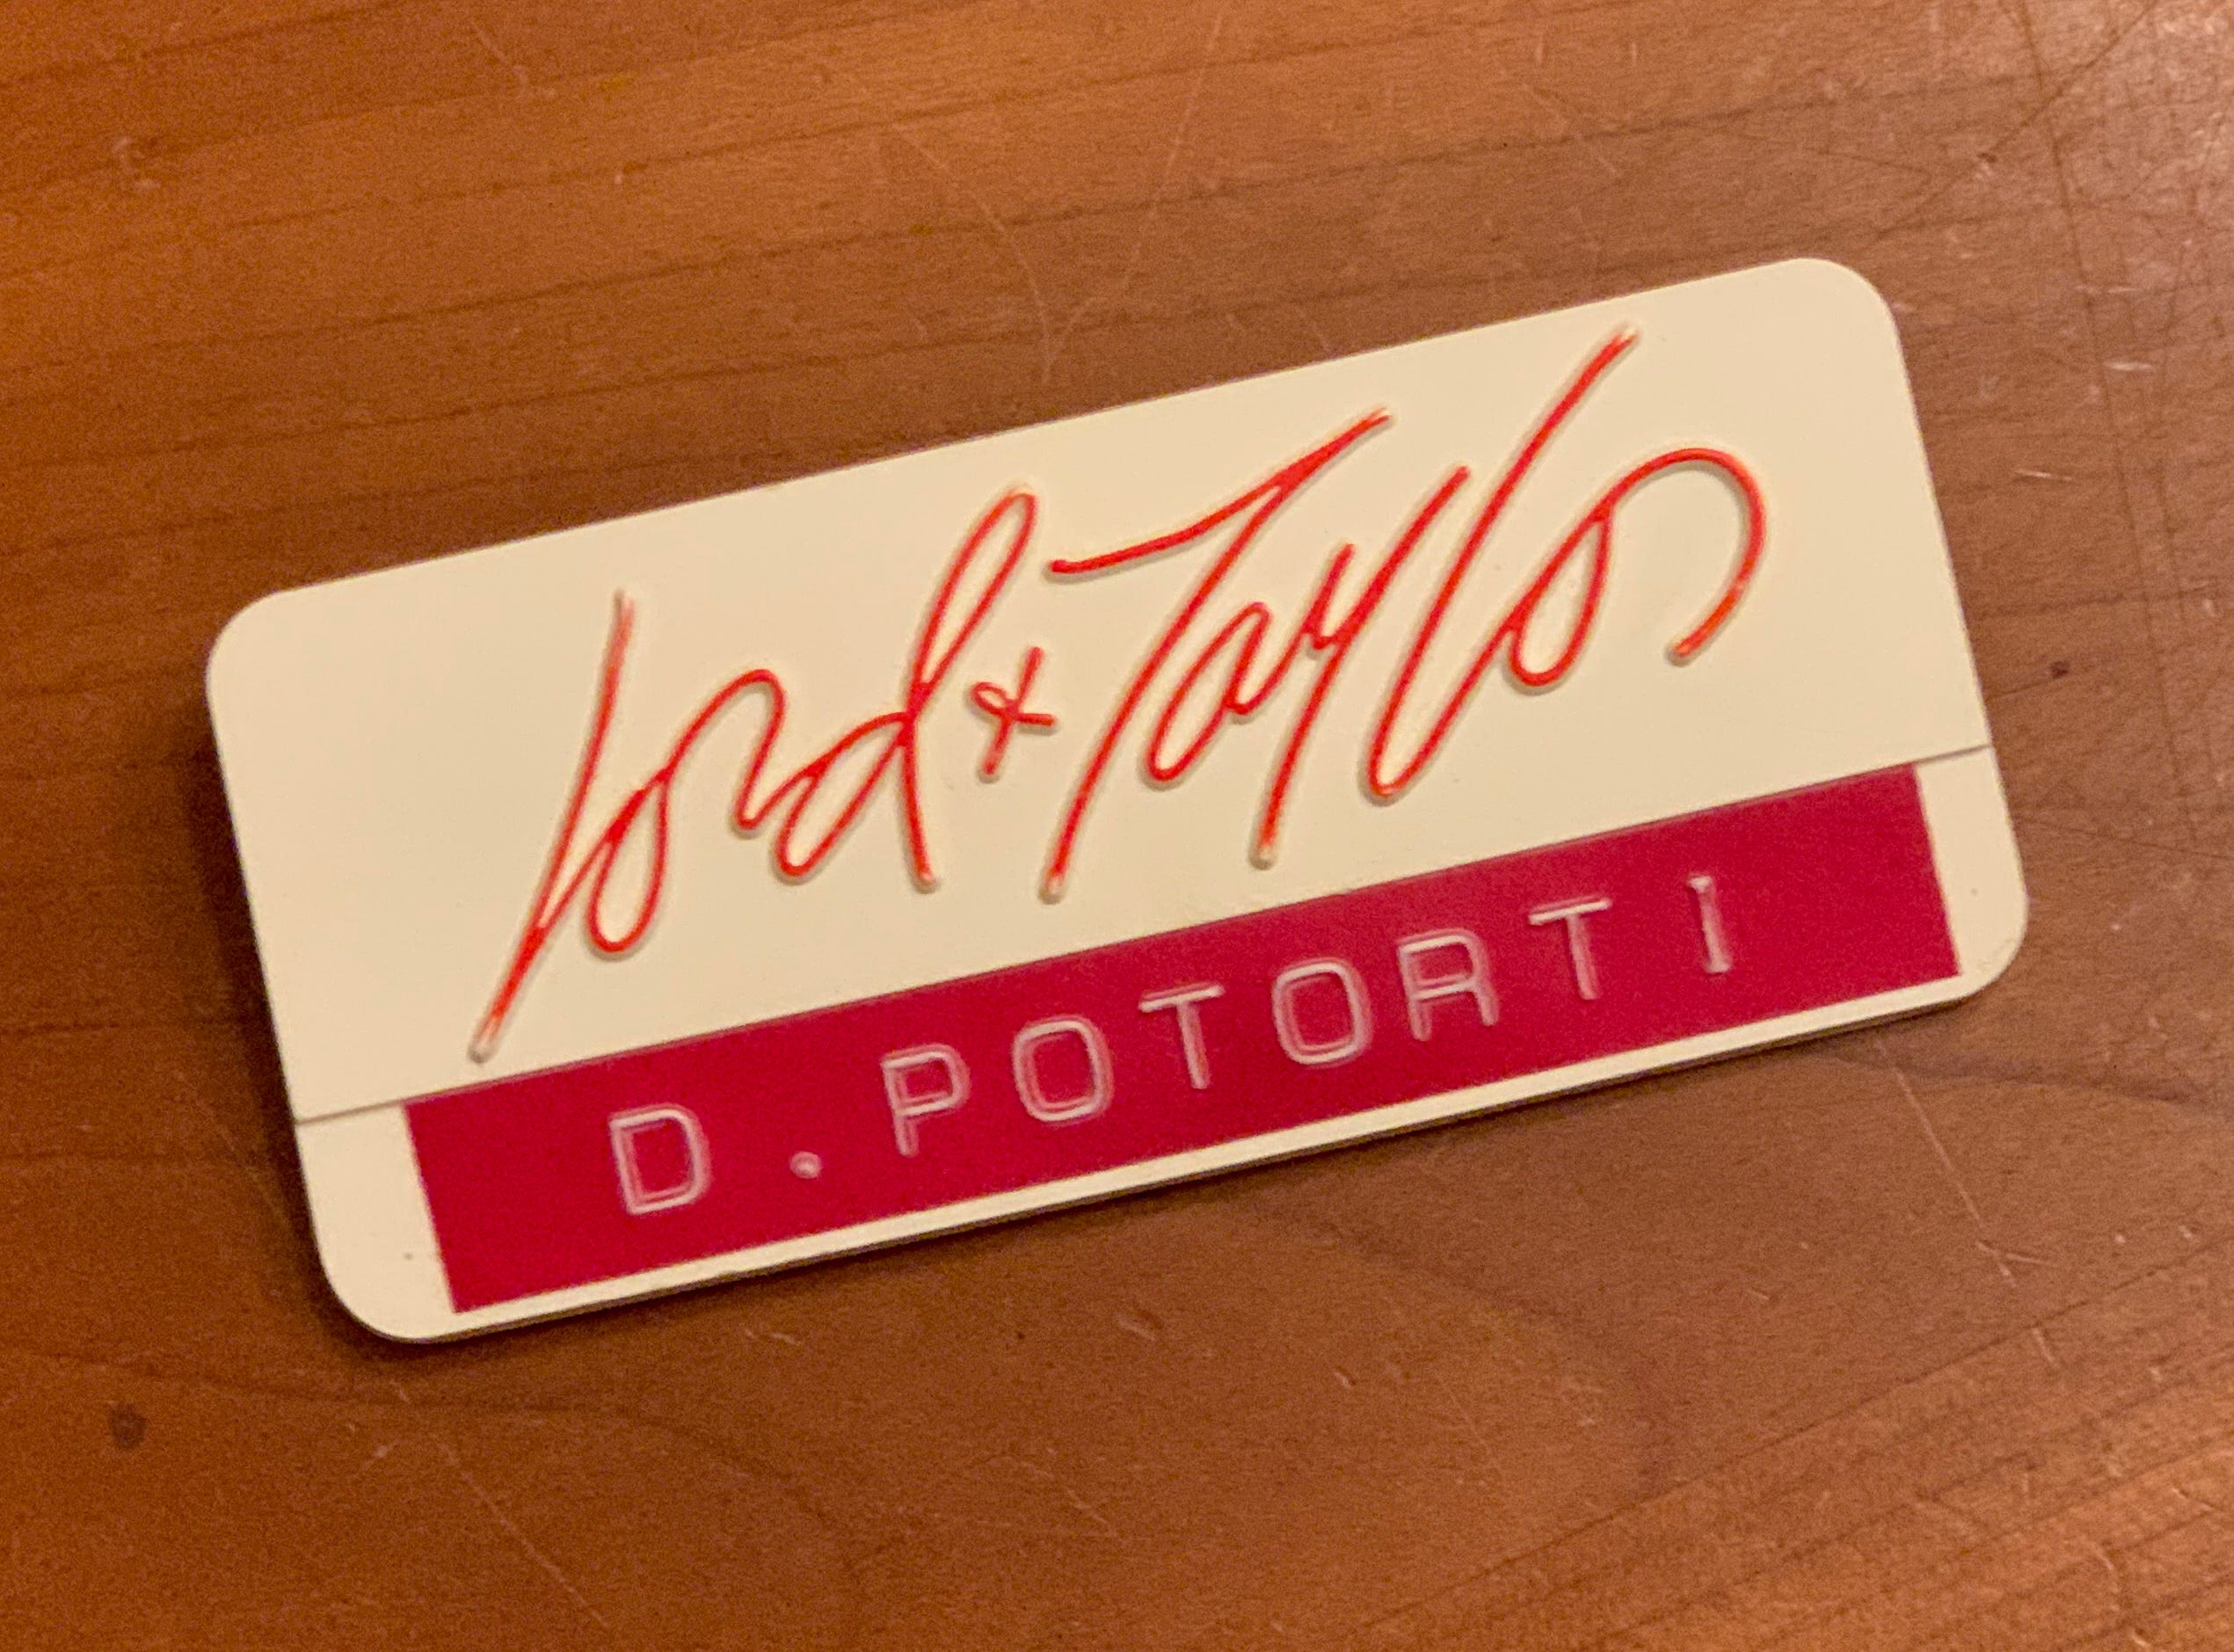 Lord + Taylor
D. POTORTI